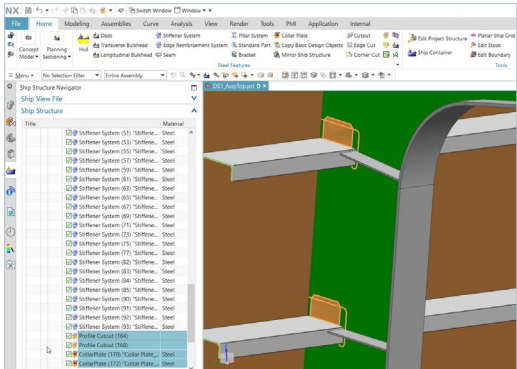 NX Switch Window Window
File Home Modeling Assemblies Curve Analysis View Render Tools PMI Application Internal
Concept Model Planning Sectioning Hull
Deck Stiffener System Pillar System Collar Plate Cutout
Transverse Bulkhead Edge Reinforcement System Standard Part Copy Basic Design Objects Edge Cut
Longitudinal Bulkhead Seam Bracket Mirror Ship Structure Corner Cut
Edit Project Structure Planar Ship Grid
Edit Stock
Ship Container Edit Boundary
Steel Features Tools
Menu No Selection Filter Entire Assembly
Ship Structure Navigator DS1_AssyTop.prt
Ship View File
Ship Structure
Title Material
Stiffener System (51) "Stiffene... Steel
Stiffener System (53) "Stiffene... Steel
Stiffener System (55) "Stiffene... Steel
Stiffener System (57) "Stiffene... Steel
Stiffener System (59) "Stiffene... Steel
Stiffener System (61) "Stiffene... Steel
Stiffener System (63) "Stiffene... Steel
Stiffener System (65) "Stiffene... Steel
Stiffener System (67) "Stiffene... Steel
Stiffener System (69) "Stiffene... Steel
Stiffener System (71) "Stiffene... Steel
Stiffener System (73) "Stiffene... Steel
Stiffener System (75) "Stiffene... Steel
Stiffener System (77) "Stiffene... Steel
Stiffener System (82) "Stiffene... Steel
Stiffener System (83) "Stiffene... Steel
Stiffener System (84) "Stiffene... Steel
Stiffener System (85) "Stiffene... Steel
Stiffener System (90) "Stiffene... Steel
Stiffener System (91) "Stiffene... Steel
Stiffener System (92) "Stiffene... Steel
Stiffener System (93) "Stiffene... Steel
Profile Cutout (164)
Profile Cutout (168)
CollarPlate (170) "Collar Plate_... Steel
CollarPlate (172) "Collar Plate_... Steel